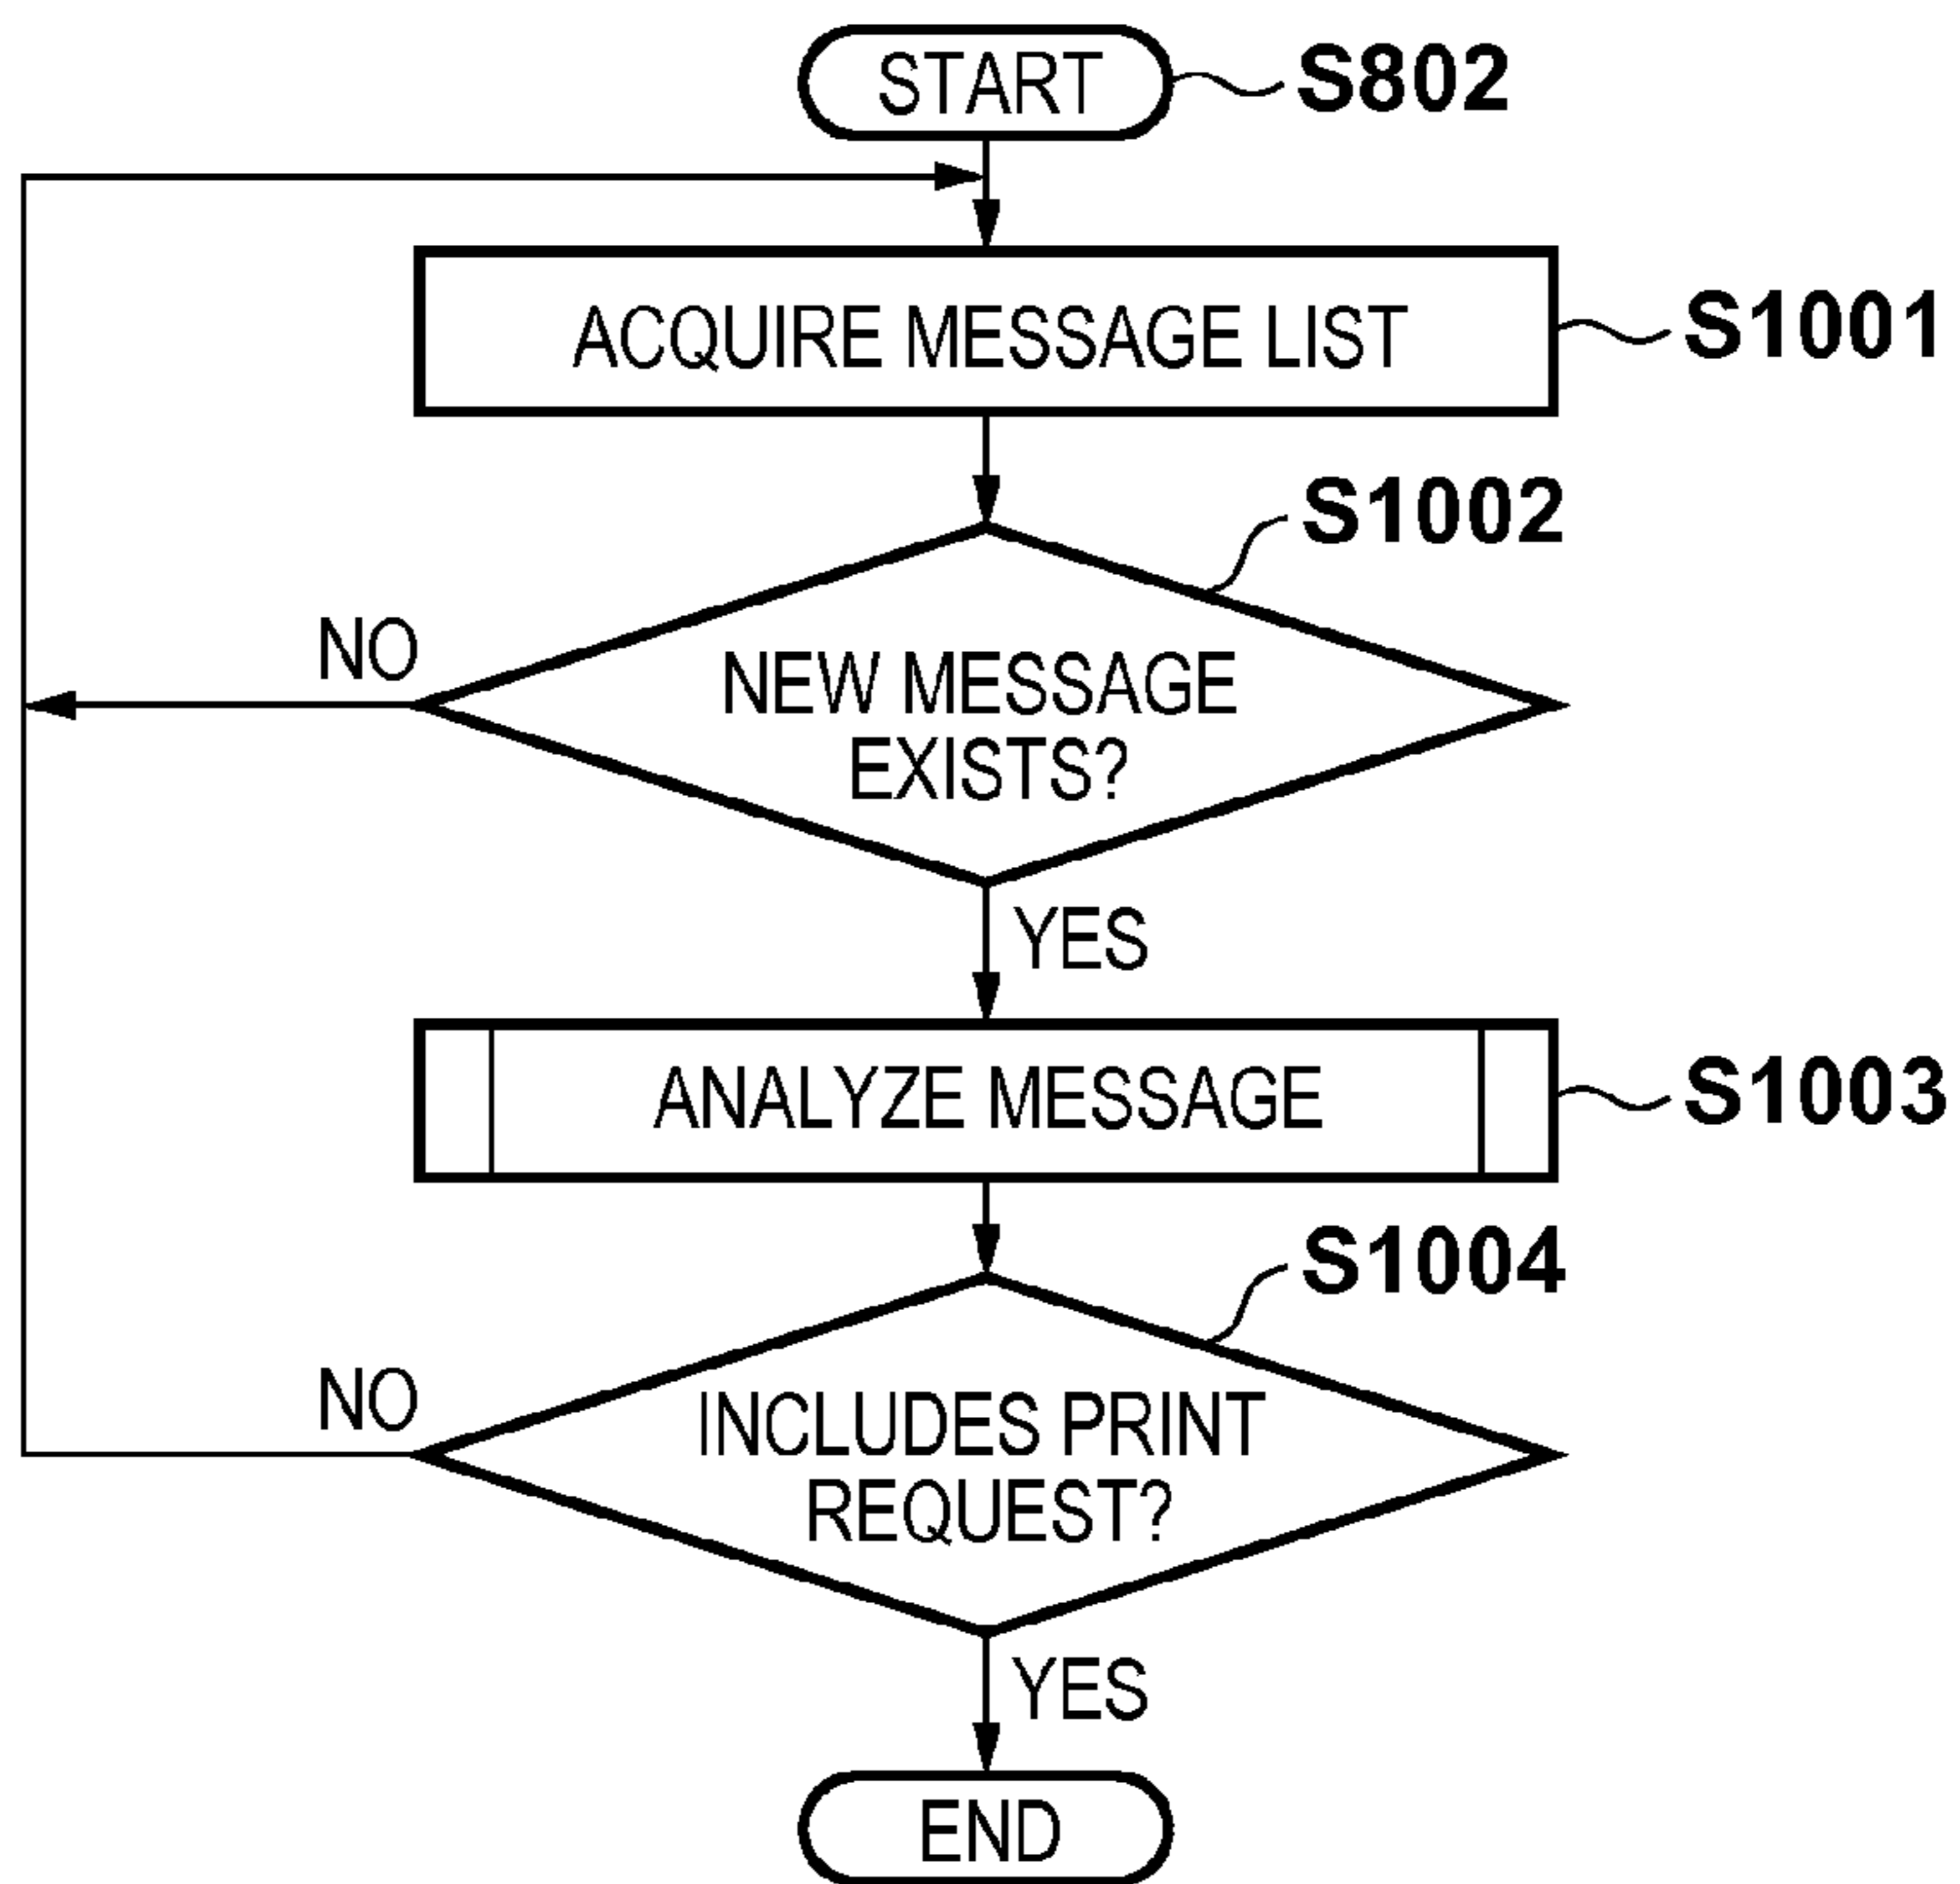 START
S802
ACQUIRE MESSAGE LIST
S1001
S1002
NO
NEW MESSAGE
EXISTS?
YES
ANALYZE MESSAGE
S1003
S1004
NO
INCLUDES PRINT
REQUEST?
YES
END